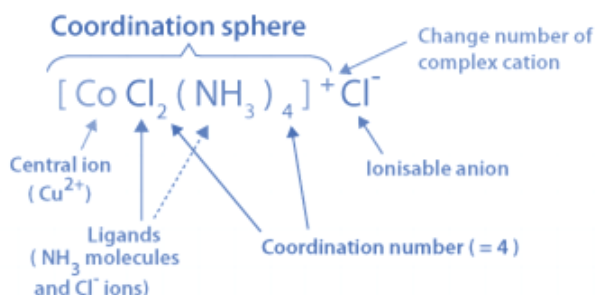 Coordination sphere
Change number of
complex cation
[ Co Cl₂ ( NH₃ ) ₄ ] ⁺ Cl⁻
Central ion
( Cu²⁺ )
Ionisable anion
Ligands
( NH₃ molecules
and Cl⁻ ions)
Coordination number ( = 4 )